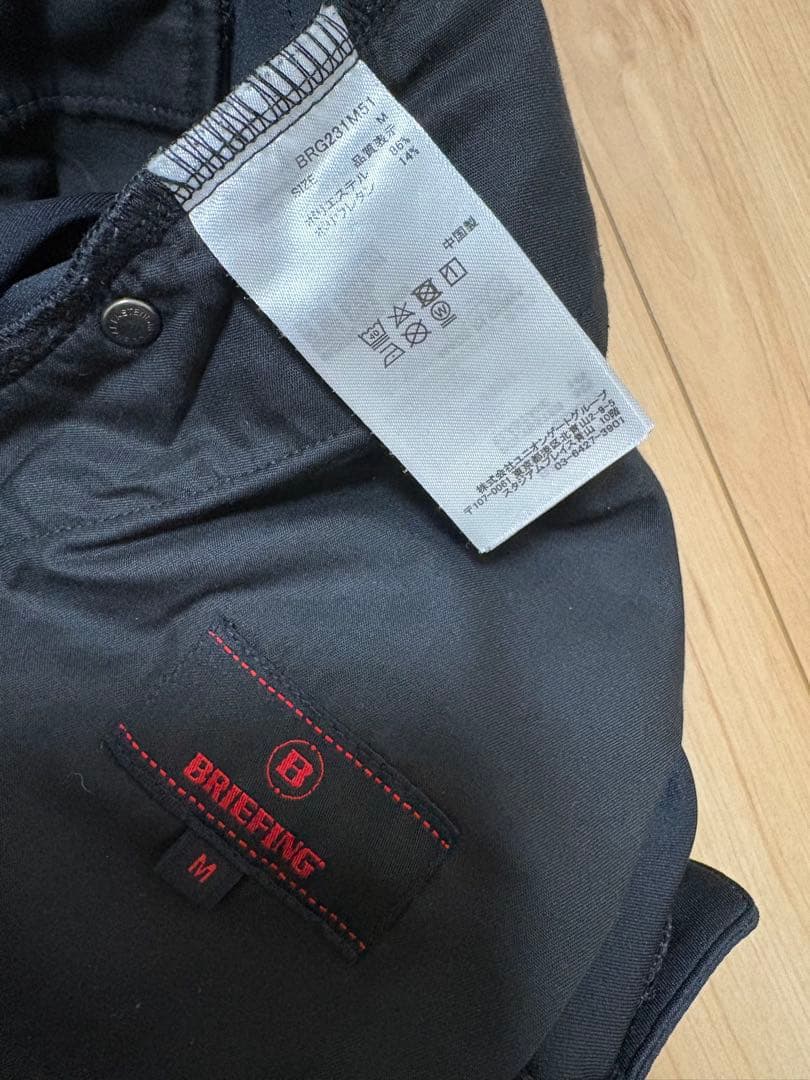 BRG231M51
SIZE M
品質表示
ポリエステル 86%
ポリウレタン 14%
中国製
40
W
株式会社ユニオンゲートグループ
〒107-0061 東京都港区北青山2-9-5
スタジアムプレイス青山 10階
03-6427-3901
B
BRIEFING
M